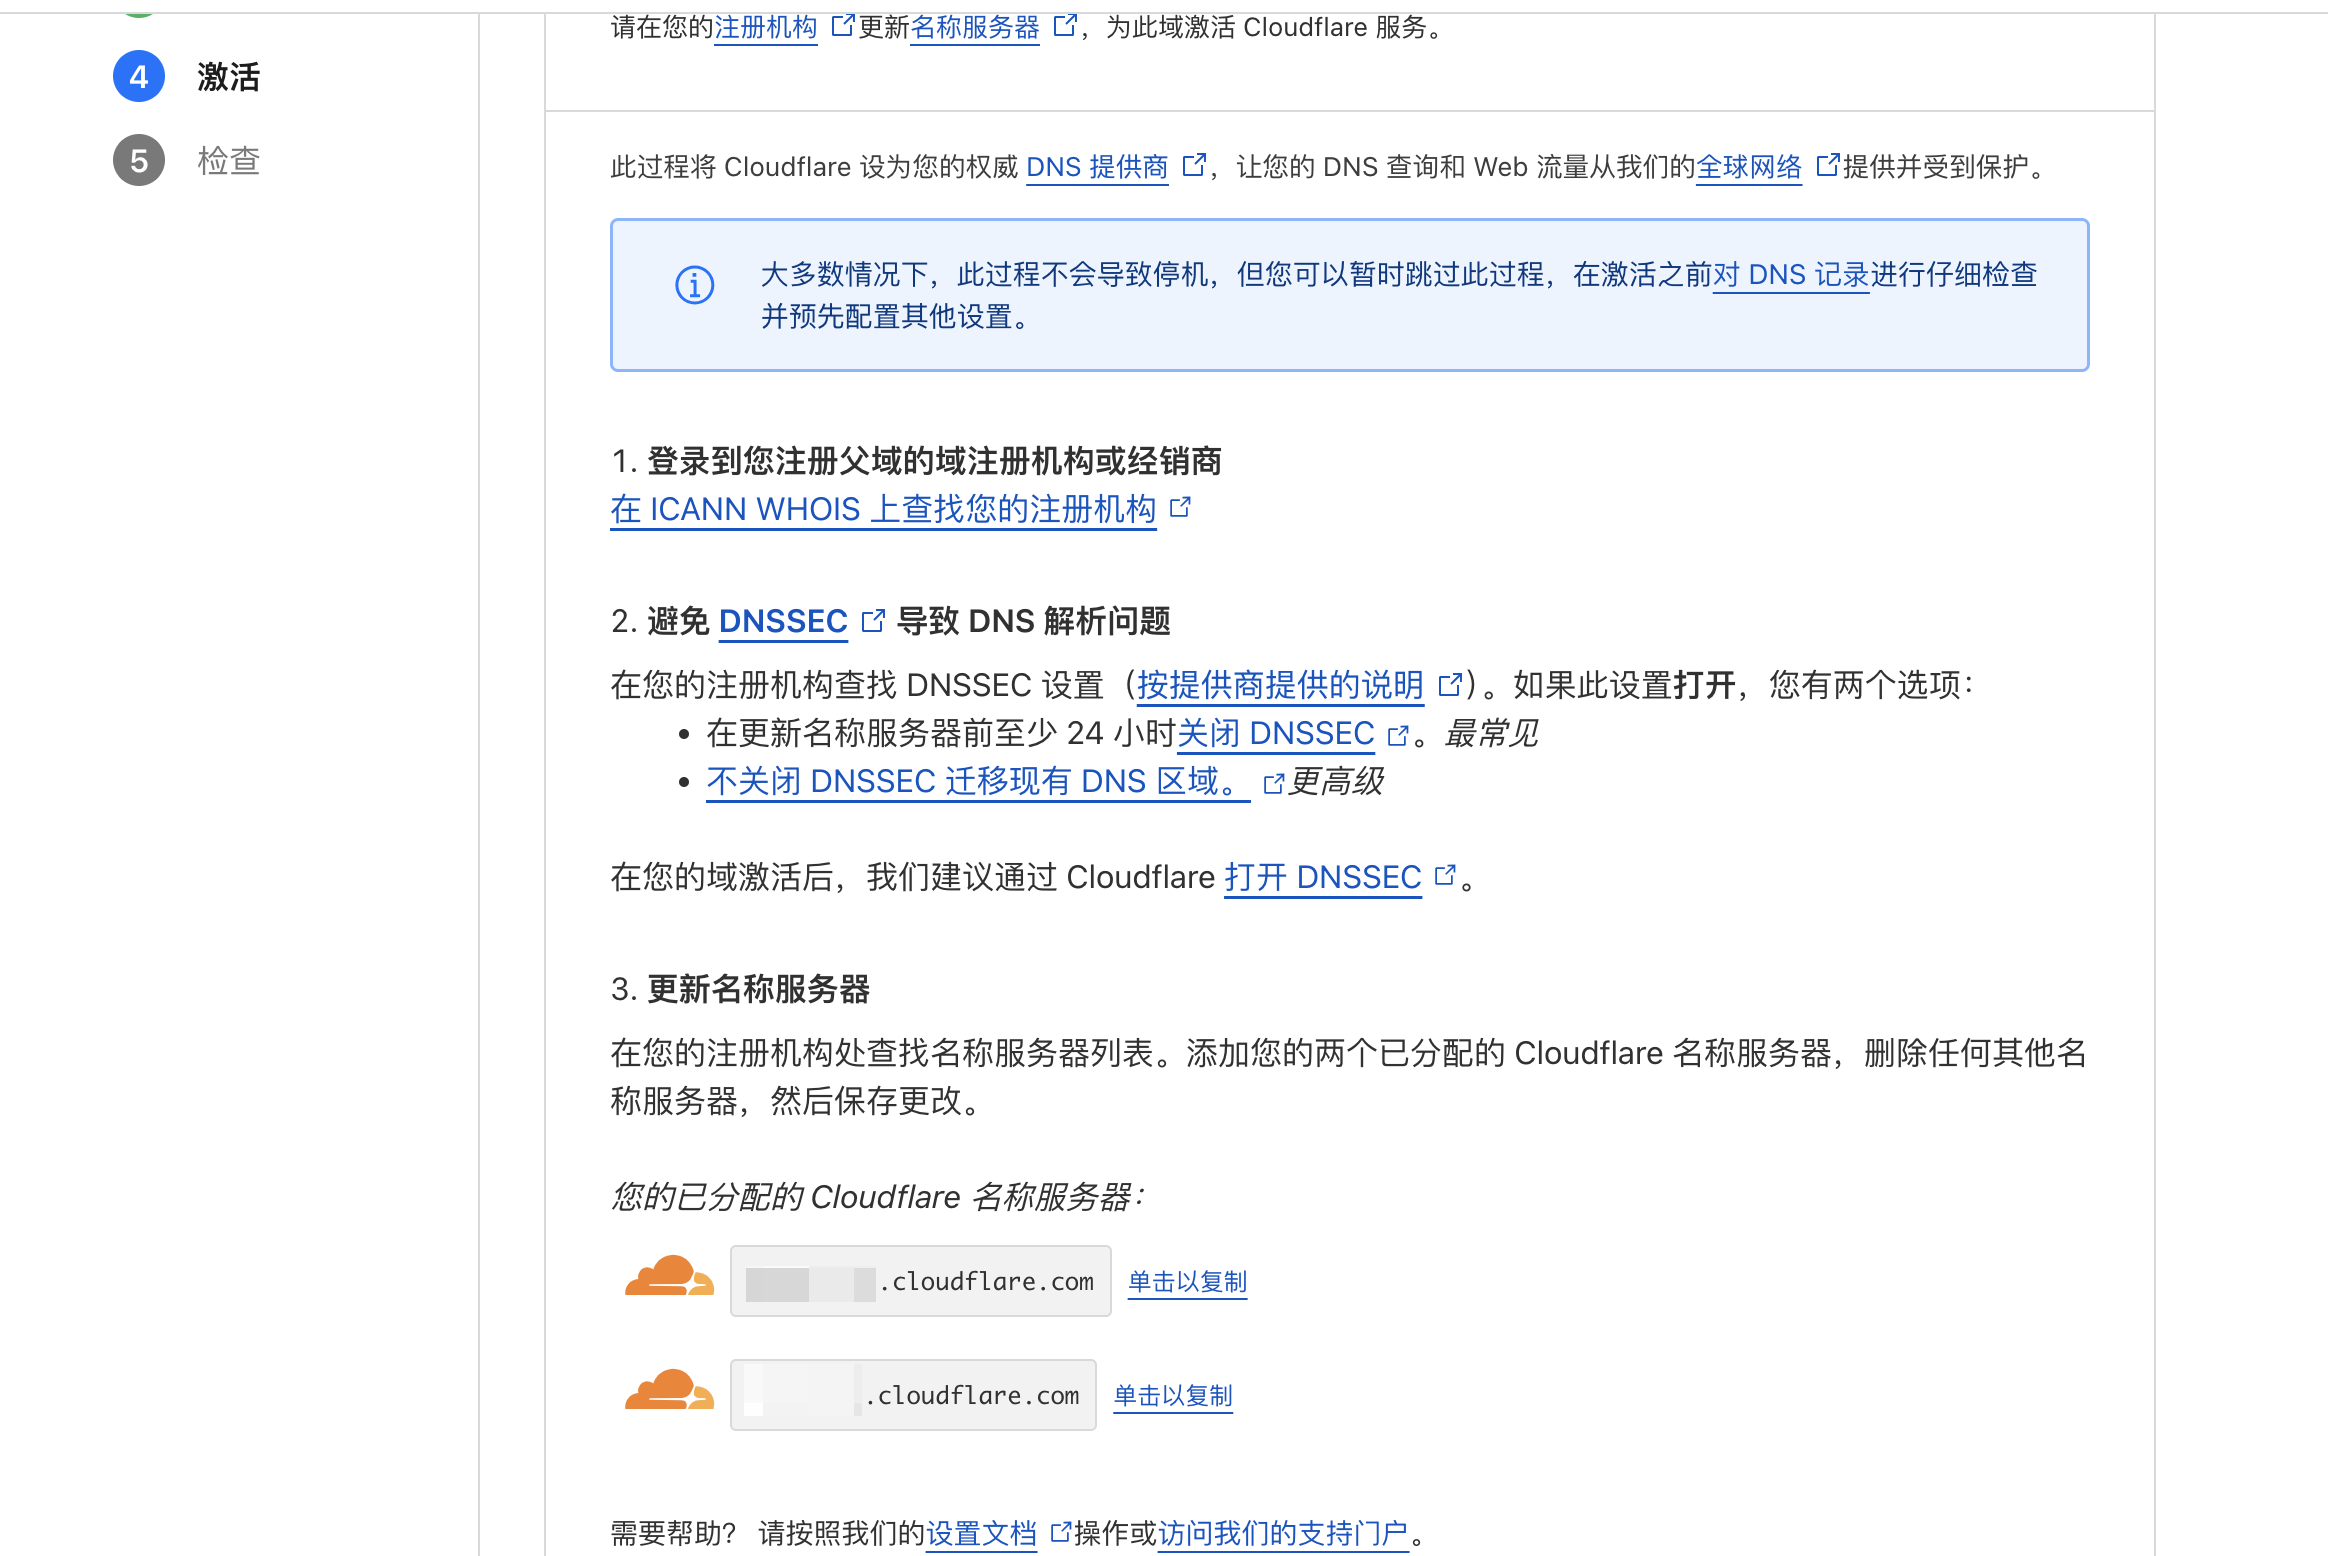 请在您的注册机构更新名称服务器，为此域激活 Cloudflare 服务。
4 激活
5 检查
此过程将 Cloudflare 设为您的权威 DNS 提供商，让您的 DNS 查询和 Web 流量从我们的全球网络提供并受到保护。
大多数情况下，此过程不会导致停机，但您可以暂时跳过此过程，在激活之前对 DNS 记录进行仔细检查
并预先配置其他设置。
1. 登录到您注册父域的域注册机构或经销商
在 ICANN WHOIS 上查找您的注册机构
2. 避免 DNSSEC 导致 DNS 解析问题
在您的注册机构查找 DNSSEC 设置（按提供商提供的说明）。如果此设置打开，您有两个选项：
• 在更新名称服务器前至少 24 小时关闭 DNSSEC。最常见
• 不关闭 DNSSEC 迁移现有 DNS 区域。更高级
在您的域激活后，我们建议通过 Cloudflare 打开 DNSSEC。
3. 更新名称服务器
在您的注册机构处查找名称服务器列表。添加您的两个已分配的 Cloudflare 名称服务器，删除任何其他名
称服务器，然后保存更改。
您的已分配的 Cloudflare 名称服务器：
.cloudflare.com 单击以复制
.cloudflare.com 单击以复制
需要帮助？ 请按照我们的设置文档操作或访问我们的支持门户。